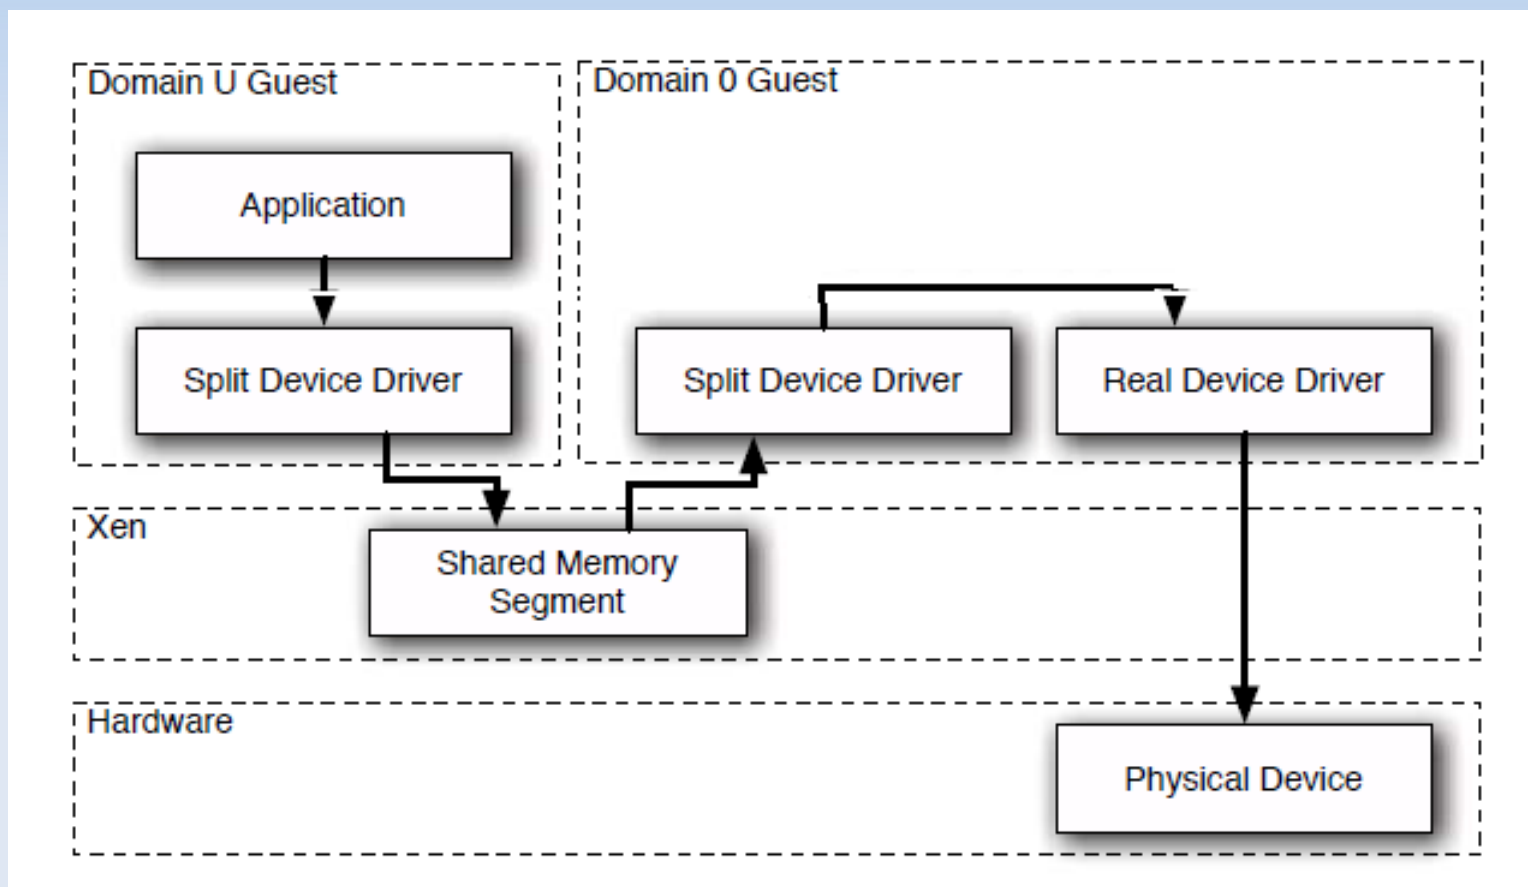 Domain U Guest
Domain 0 Guest
Application
Split Device Driver
Split Device Driver
Real Device Driver
Xen
Shared Memory
Segment
Hardware
Physical Device